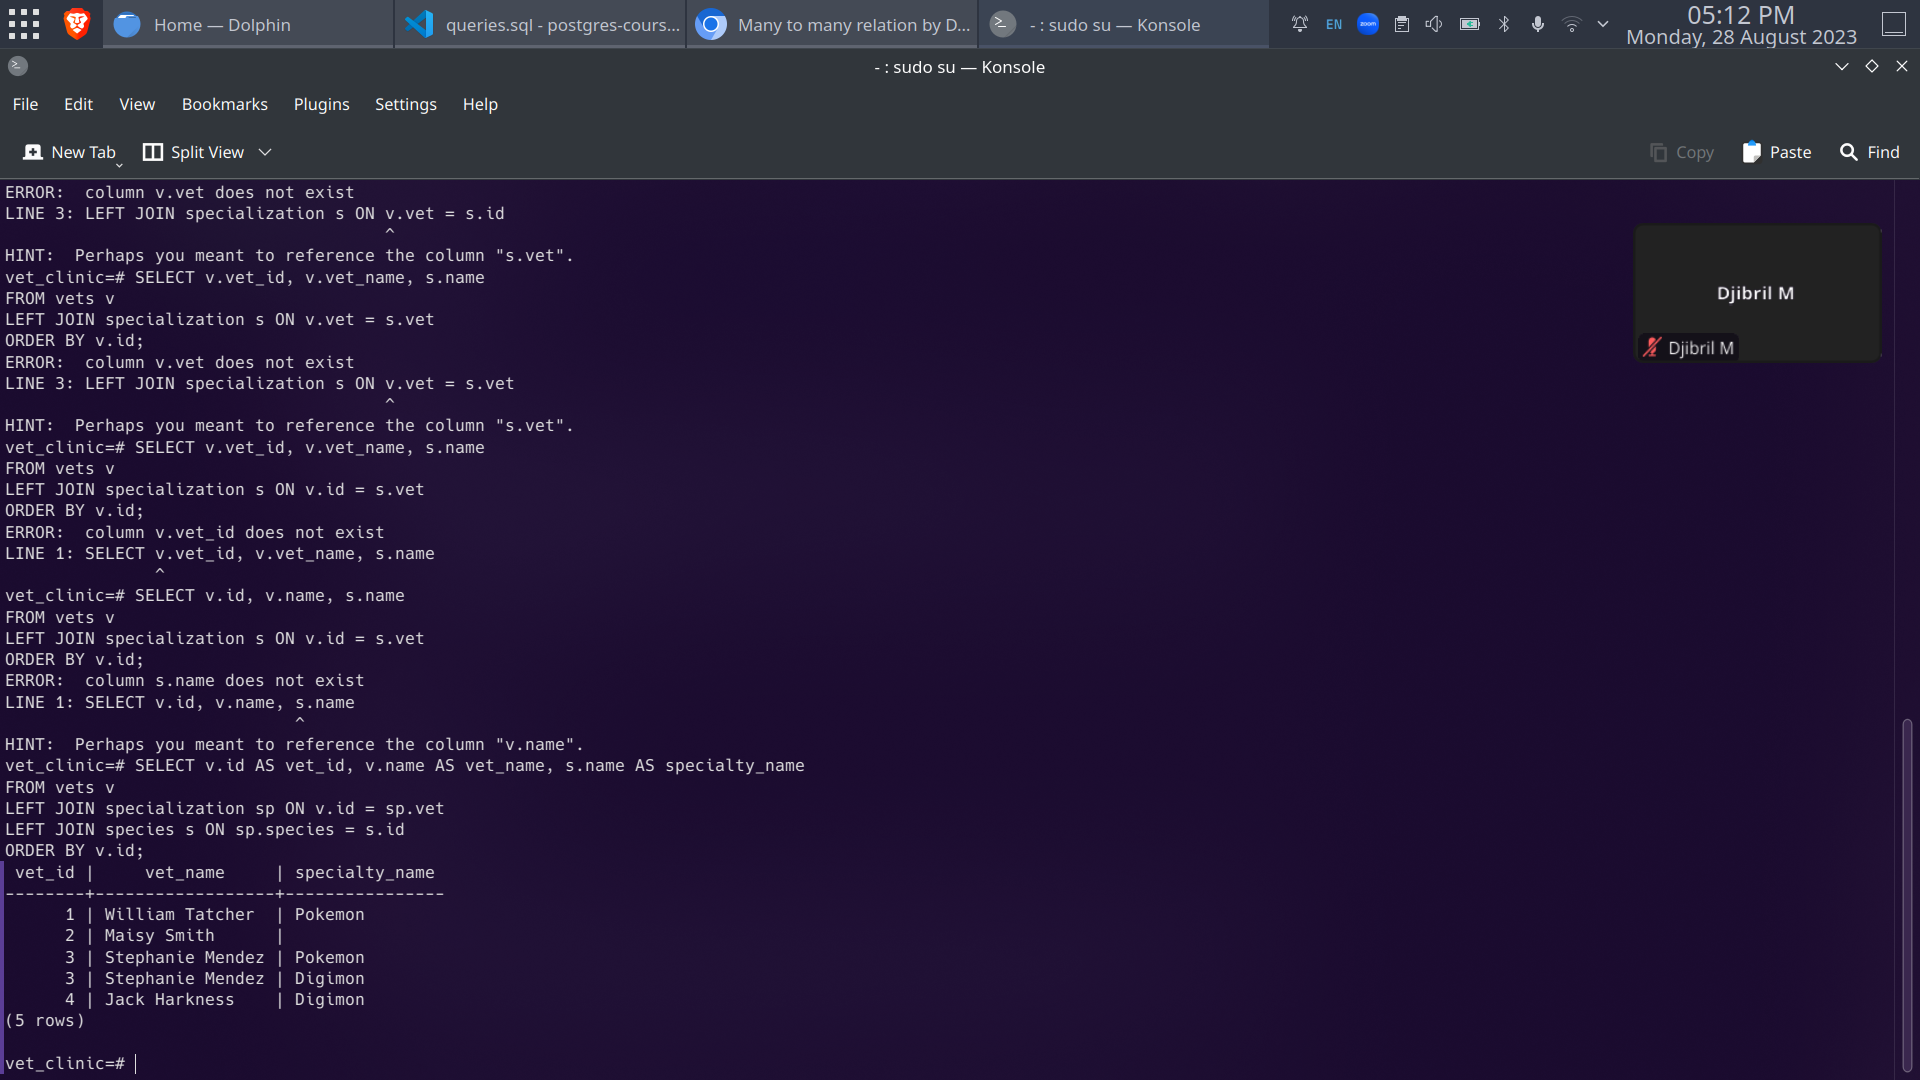 Home — Dolphin
queries.sql - postgres-cours...
Many to many relation by D...
- : sudo su — Konsole
EN
zoom
05:12 PM
Monday, 28 August 2023
- : sudo su — Konsole
File Edit View Bookmarks Plugins Settings Help
New Tab Split View Copy Paste Find
ERROR:  column v.vet does not exist
LINE 3: LEFT JOIN specialization s ON v.vet = s.id
^
HINT:  Perhaps you meant to reference the column "s.vet".
vet_clinic=# SELECT v.vet_id, v.vet_name, s.name
FROM vets v
LEFT JOIN specialization s ON v.vet = s.vet
ORDER BY v.id;
ERROR:  column v.vet does not exist
LINE 3: LEFT JOIN specialization s ON v.vet = s.vet
^
HINT:  Perhaps you meant to reference the column "s.vet".
vet_clinic=# SELECT v.vet_id, v.vet_name, s.name
FROM vets v
LEFT JOIN specialization s ON v.id = s.vet
ORDER BY v.id;
ERROR:  column v.vet_id does not exist
LINE 1: SELECT v.vet_id, v.vet_name, s.name
^
vet_clinic=# SELECT v.id, v.name, s.name
FROM vets v
LEFT JOIN specialization s ON v.id = s.vet
ORDER BY v.id;
ERROR:  column s.name does not exist
LINE 1: SELECT v.id, v.name, s.name
^
HINT:  Perhaps you meant to reference the column "v.name".
vet_clinic=# SELECT v.id AS vet_id, v.name AS vet_name, s.name AS specialty_name
FROM vets v
LEFT JOIN specialization sp ON v.id = sp.vet
LEFT JOIN species s ON sp.species = s.id
ORDER BY v.id;
 vet_id |     vet_name     | specialty_name
--------+------------------+----------------
      1 | William Tatcher  | Pokemon
      2 | Maisy Smith      |
      3 | Stephanie Mendez | Pokemon
      3 | Stephanie Mendez | Digimon
      4 | Jack Harkness    | Digimon
(5 rows)
vet_clinic=#
Djibril M
Djibril M